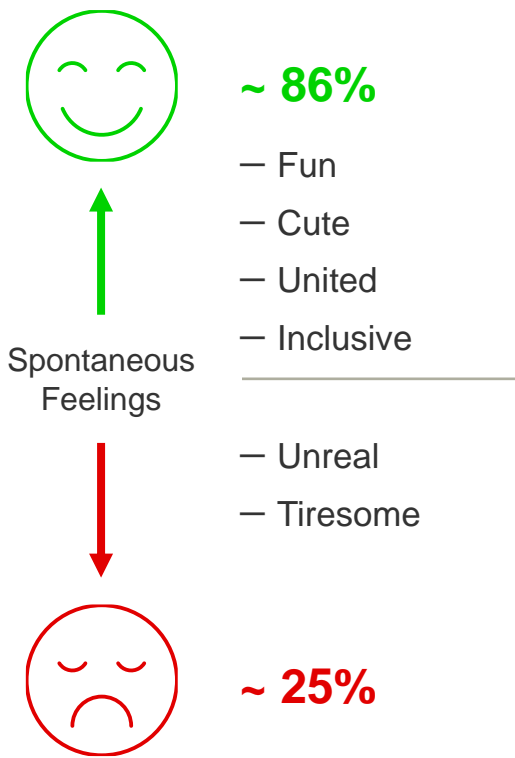 ~ 86%
— Fun
— Cute
— United
— Inclusive
Spontaneous
Feelings
— Unreal
— Tiresome
~ 25%